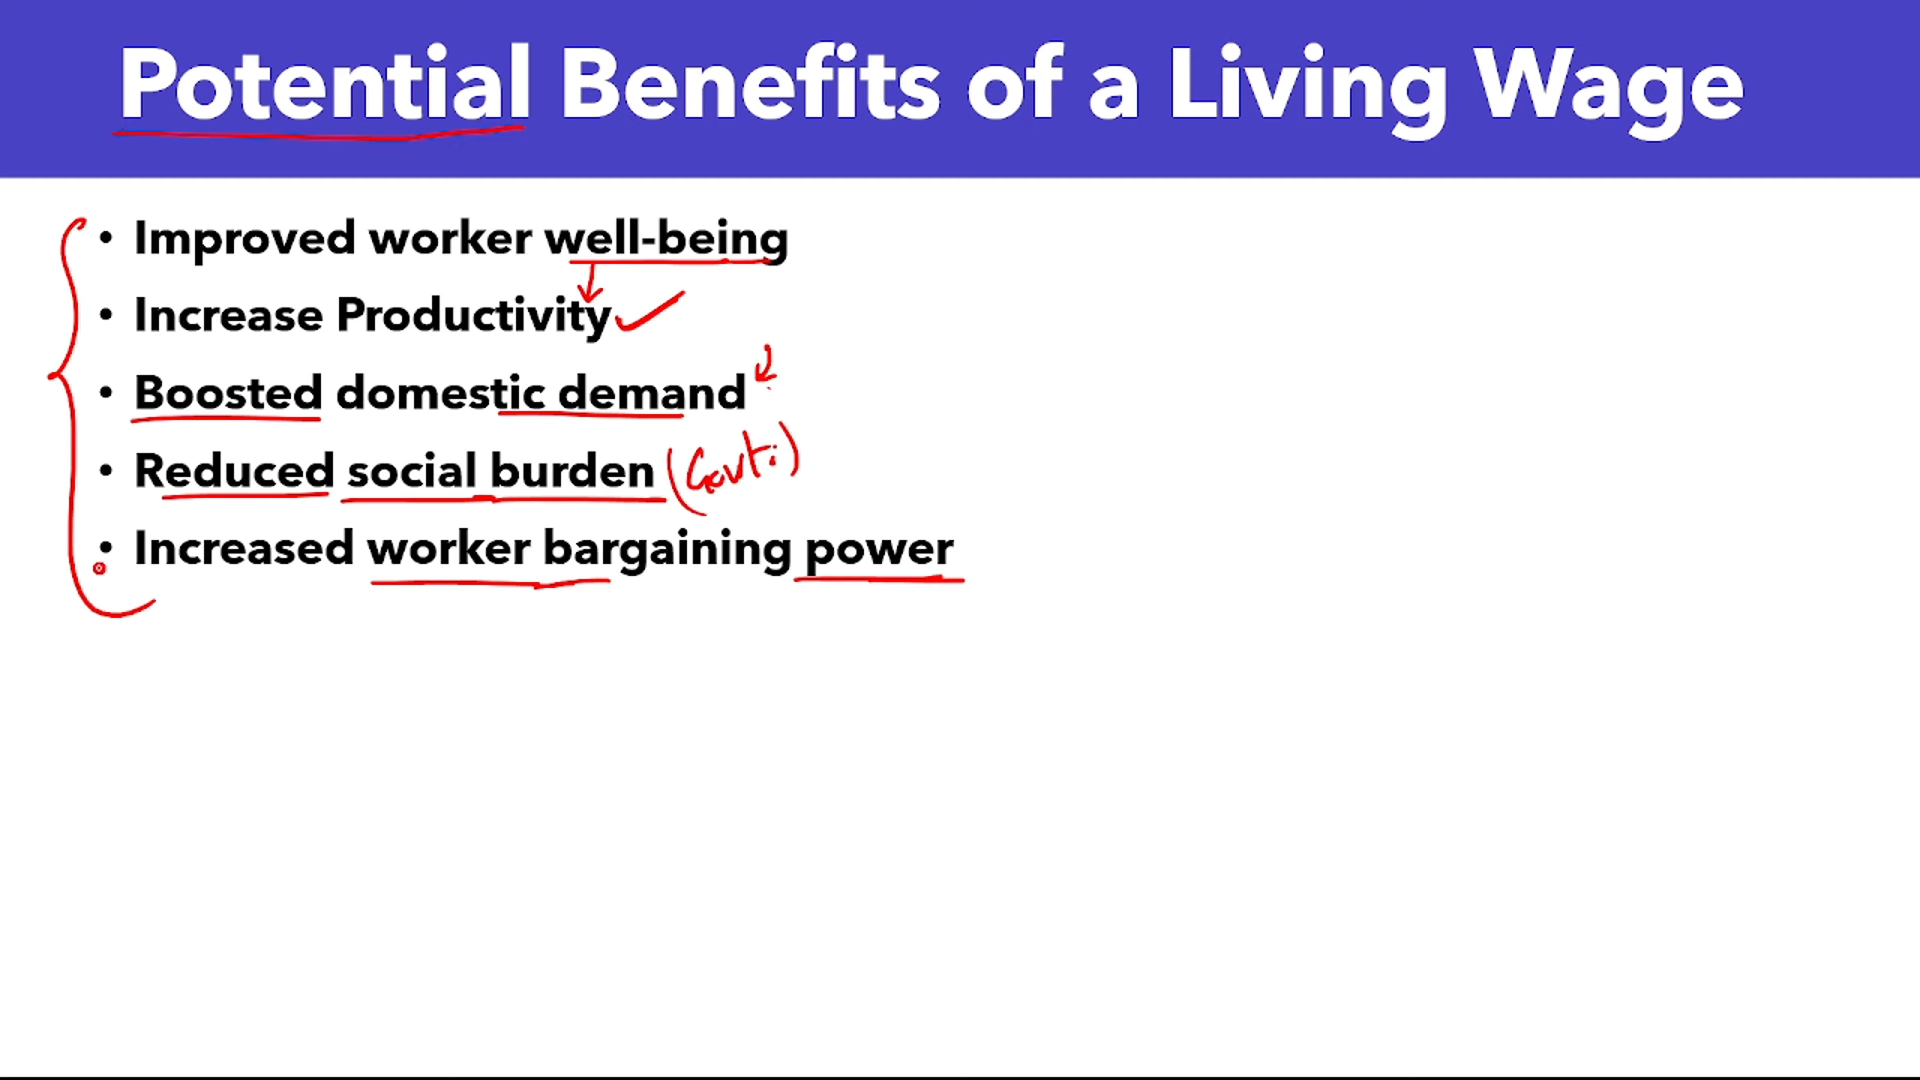 Potential Benefits of a Living Wage
• Improved worker well-being
• Increase Productivity
• Boosted domestic demand
• Reduced social burden (Govt.)
• Increased worker bargaining power